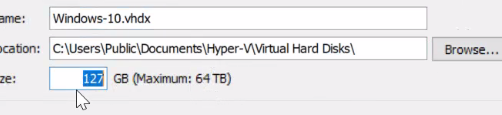 ame: Windows-10.vhdx
ocation: C:\Users\Public\Documents\Hyper-V\Virtual Hard Disks\ Browse...
ze: 127 GB (Maximum: 64 TB)